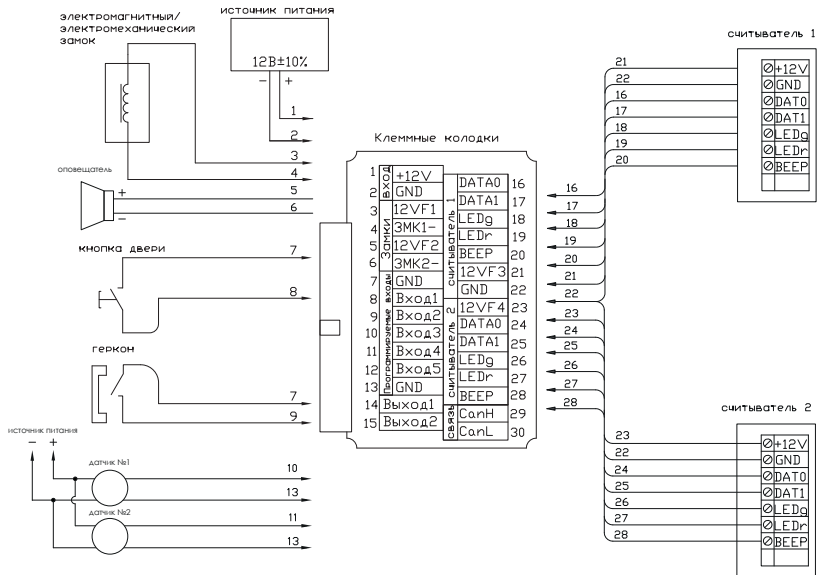 электромагнитный/
электромеханический
замок
источник питания
12В±10%
− +
1
2
3
4
оповещатель
+
5
6
−
кнопка двери
7
8
геркон
7
9
источник питания
− +
датчик №1
10
13
датчик №2
11
13
Клеммные колодки
вход
1 +12V
2 GND
Замки
3 12VF1
4 ЗМК1-
5 12VF2
6 ЗМК2-
Программируемые входы
7 GND
8 Вход1
9 Вход2
10 Вход3
11 Вход4
12 Вход5
13 GND
14 Выход1
15 Выход2
считыватель 1
DATA0 16
DATA1 17
LEDg 18
LEDr 19
BEEP 20
12VF3 21
GND 22
считыватель 2
12VF4 23
DATA0 24
DATA1 25
LEDg 26
LEDr 27
BEEP 28
связь
CanH 29
CanL 30
16
17
18
19
20
21
22
23
24
25
26
27
28
считыватель 1
21 +12V
22 GND
16 DAT0
17 DAT1
18 LEDg
19 LEDr
20 BEEP
считыватель 2
23 +12V
22 GND
24 DAT0
25 DAT1
26 LEDg
27 LEDr
28 BEEP